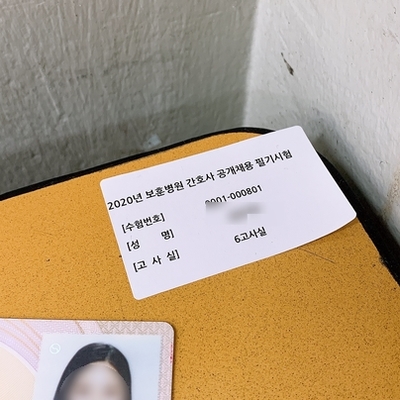 2020년 보훈병원 간호사 공개채용 필기시험
[수험번호] 0001-000801
[성 명]
[고 사 실] 6고사실